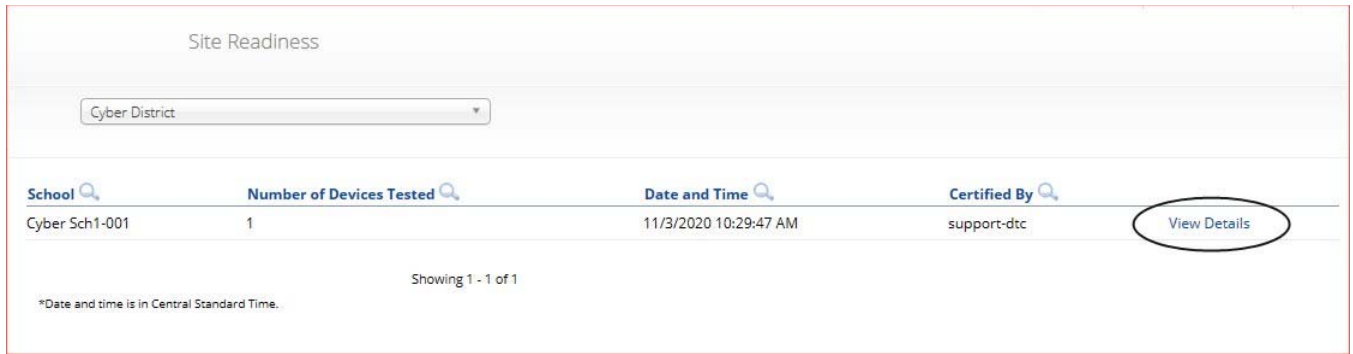 Site Readiness
Cyber District
School Number of Devices Tested Date and Time Certified By
Cyber Sch1-001 1 11/3/2020 10:29:47 AM support-dtc View Details
Showing 1 - 1 of 1
*Date and time is in Central Standard Time.